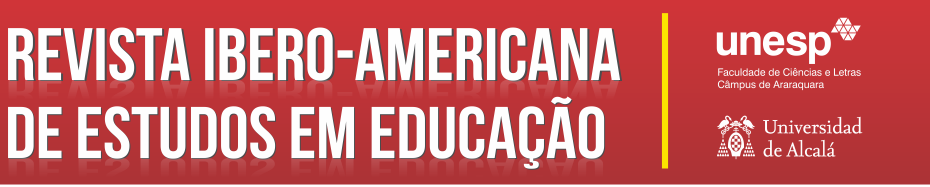 REVISTA IBERO-AMERICANA
DE ESTUDOS EM EDUCAÇÃO
unesp
Faculdade de Ciências e Letras
Câmpus de Araraquara
Universidad
de Alcalá